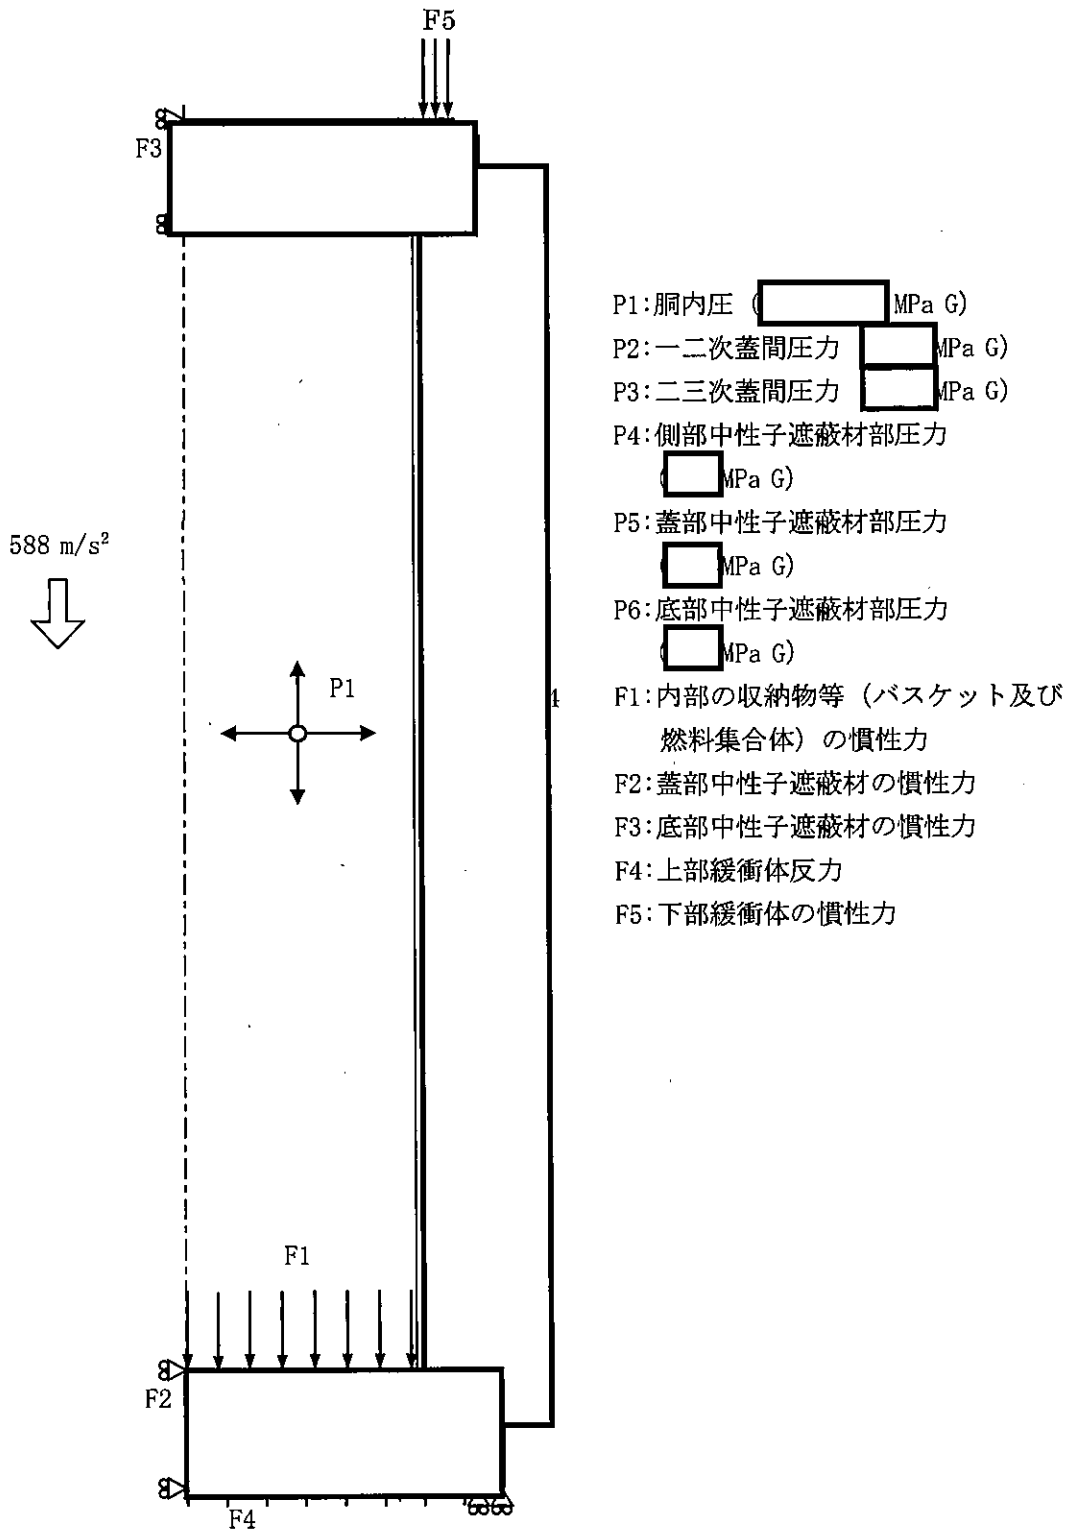 F5
F3
P1:胴内圧 (   MPa G)
P2:一二次蓋間圧力   MPa G)
P3:二三次蓋間圧力   MPa G)
P4:側部中性子遮蔽材部圧力
(   MPa G)
P5:蓋部中性子遮蔽材部圧力
(   MPa G)
P6:底部中性子遮蔽材部圧力
(   MPa G)
588 m/s²
P1
4
F1:内部の収納物等 (バスケット及び
燃料集合体) の慣性力
F2:蓋部中性子遮蔽材の慣性力
F3:底部中性子遮蔽材の慣性力
F4:上部緩衝体反力
F5:下部緩衝体の慣性力
F1
F2
F4